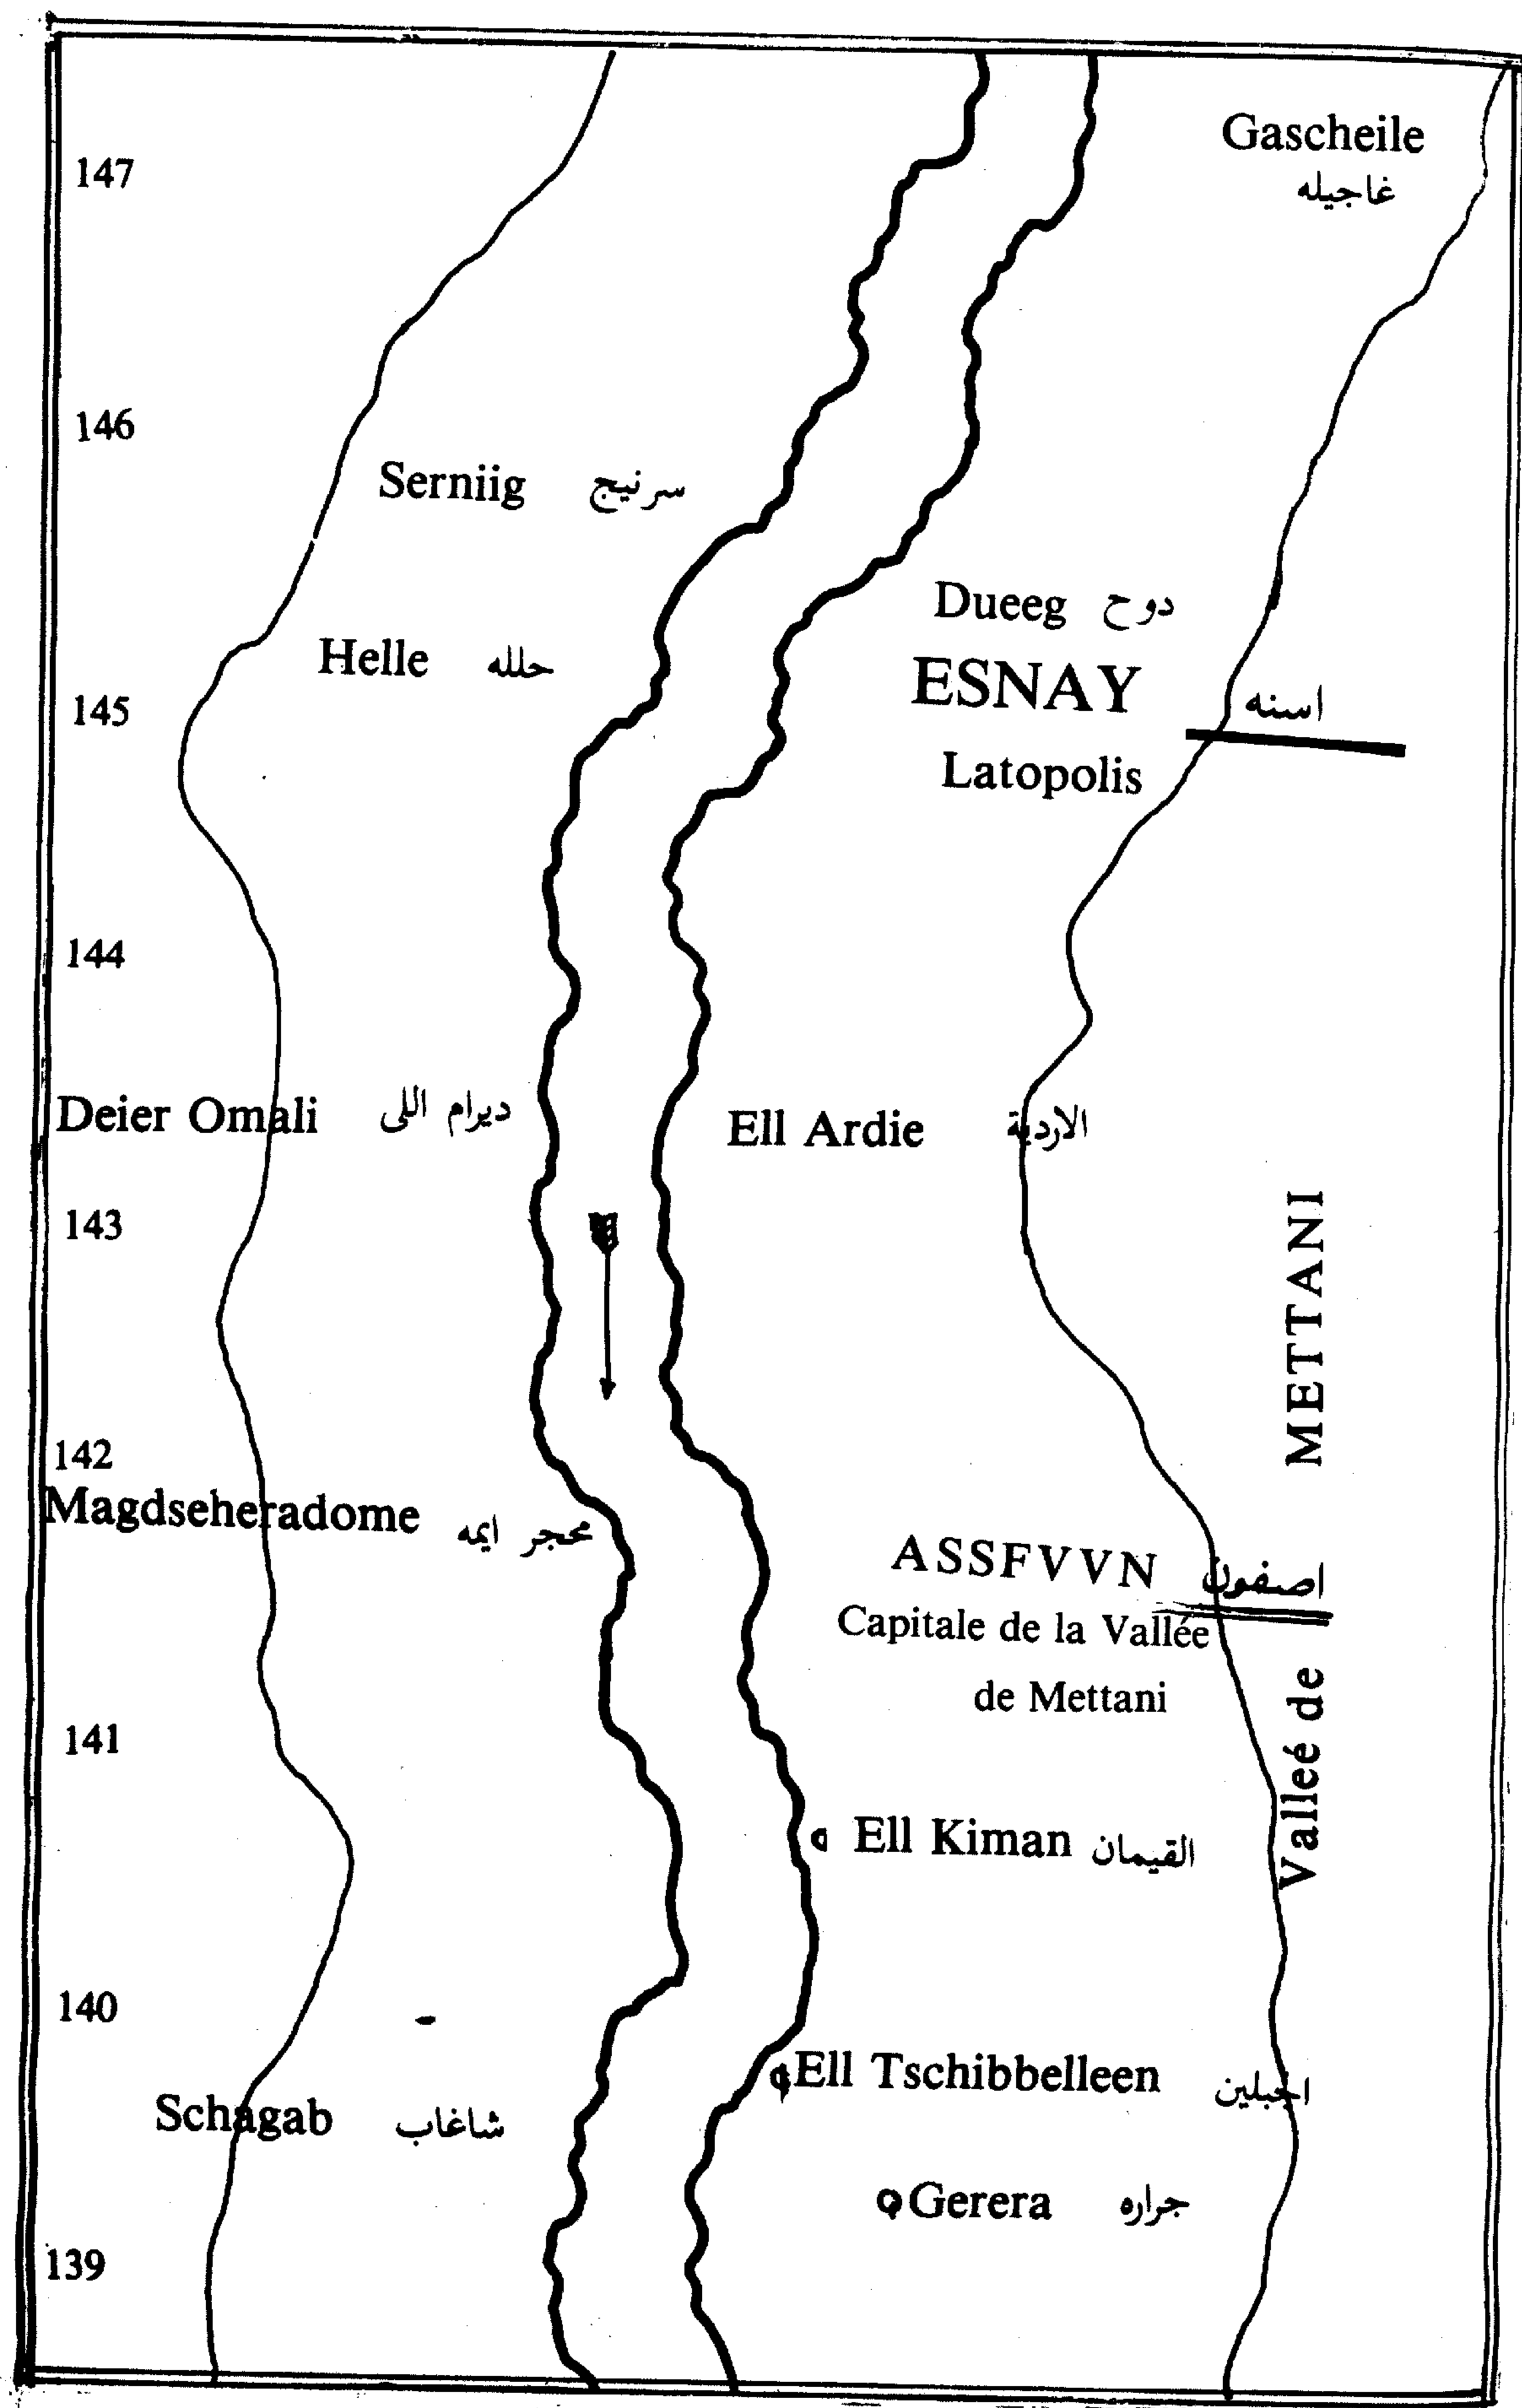 Gascheile
غاجيله
147
146
Serniig سرنيج
Dueeg دوح
Helle حلله
ESNAY اسنه
145
Latopolis
144
Deier Omali ديرام اللى
Ell Ardie الاردية
143
METTANI
142
Magdseheradome محجر ايمه
ASSFVVN اصفون
Capitale de la Vallée
de Mettani
Valleé de
141
Ell Kiman القيمان
140
Ell Tschibbelleen الجبلين
Schagab شاغاب
Gerera جراره
139